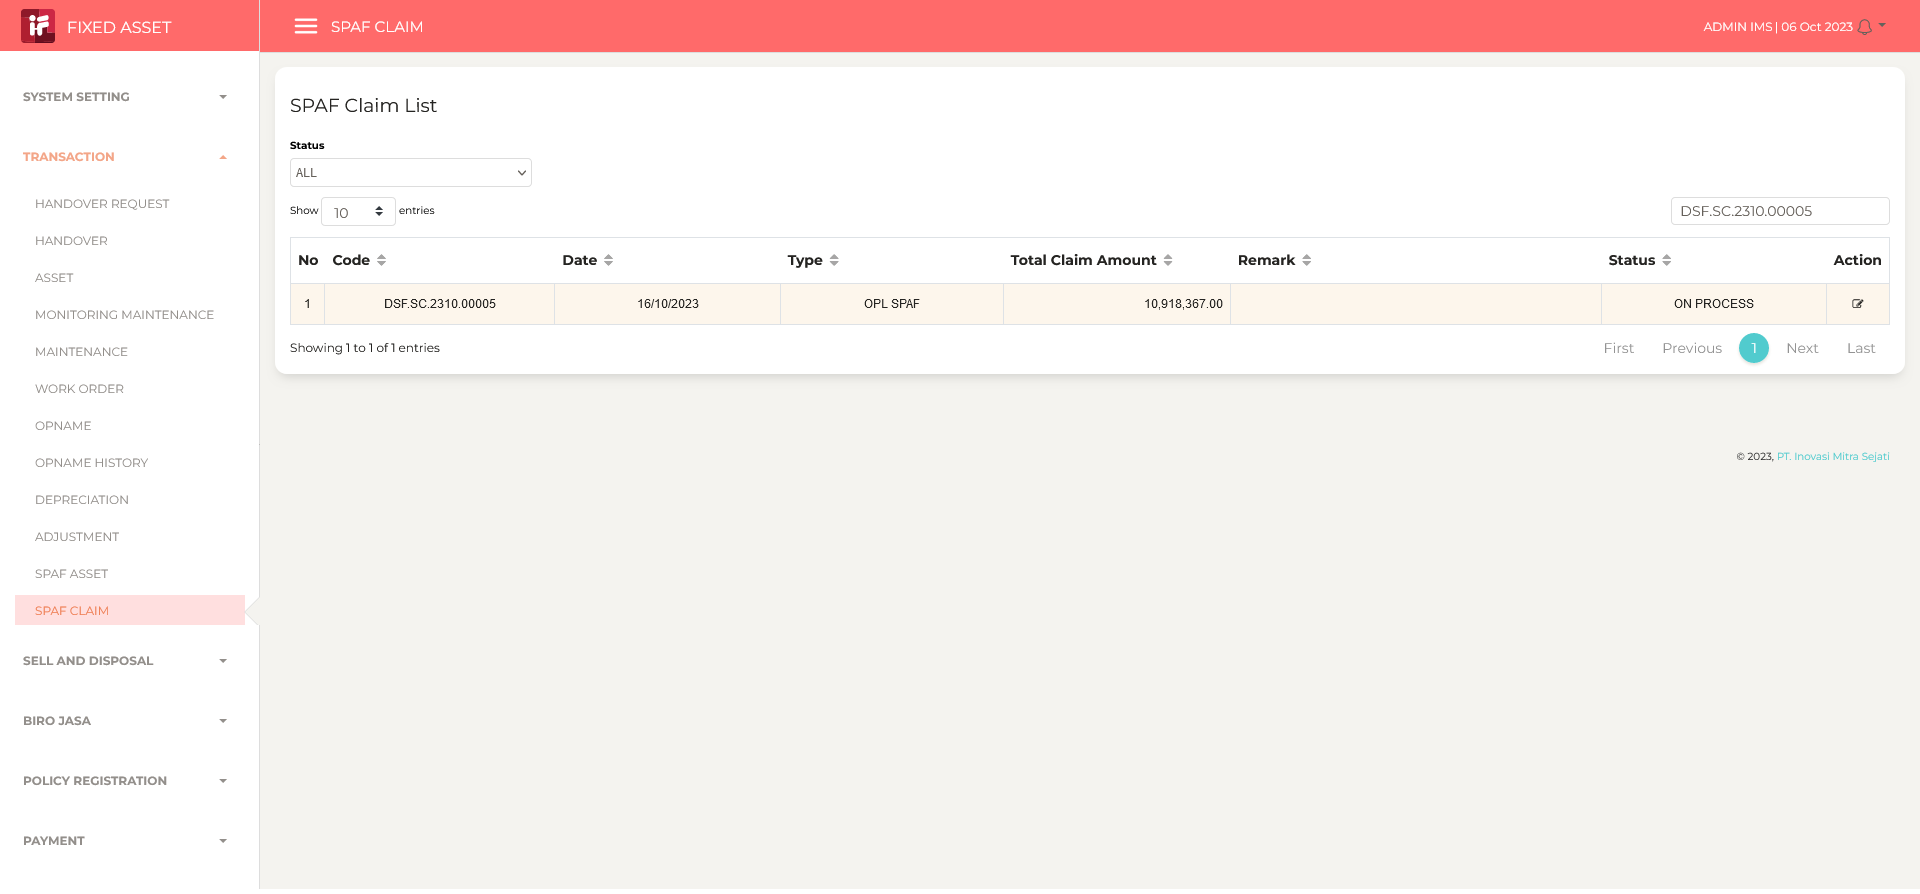 iF FIXED ASSET
SPAF CLAIM
ADMIN IMS | 06 Oct 2023
SYSTEM SETTING
TRANSACTION
HANDOVER REQUEST
HANDOVER
ASSET
MONITORING MAINTENANCE
MAINTENANCE
WORK ORDER
OPNAME
OPNAME HISTORY
DEPRECIATION
ADJUSTMENT
SPAF ASSET
SPAF CLAIM
SELL AND DISPOSAL
BIRO JASA
POLICY REGISTRATION
PAYMENT
SPAF Claim List
Status
ALL
Show 10 entries
DSF.SC.2310.00005
No Code Date Type Total Claim Amount Remark Status Action
1 DSF.SC.2310.00005 16/10/2023 OPL SPAF 10,918,367.00 ON PROCESS
Showing 1 to 1 of 1 entries
First Previous 1 Next Last
© 2023, PT. Inovasi Mitra Sejati